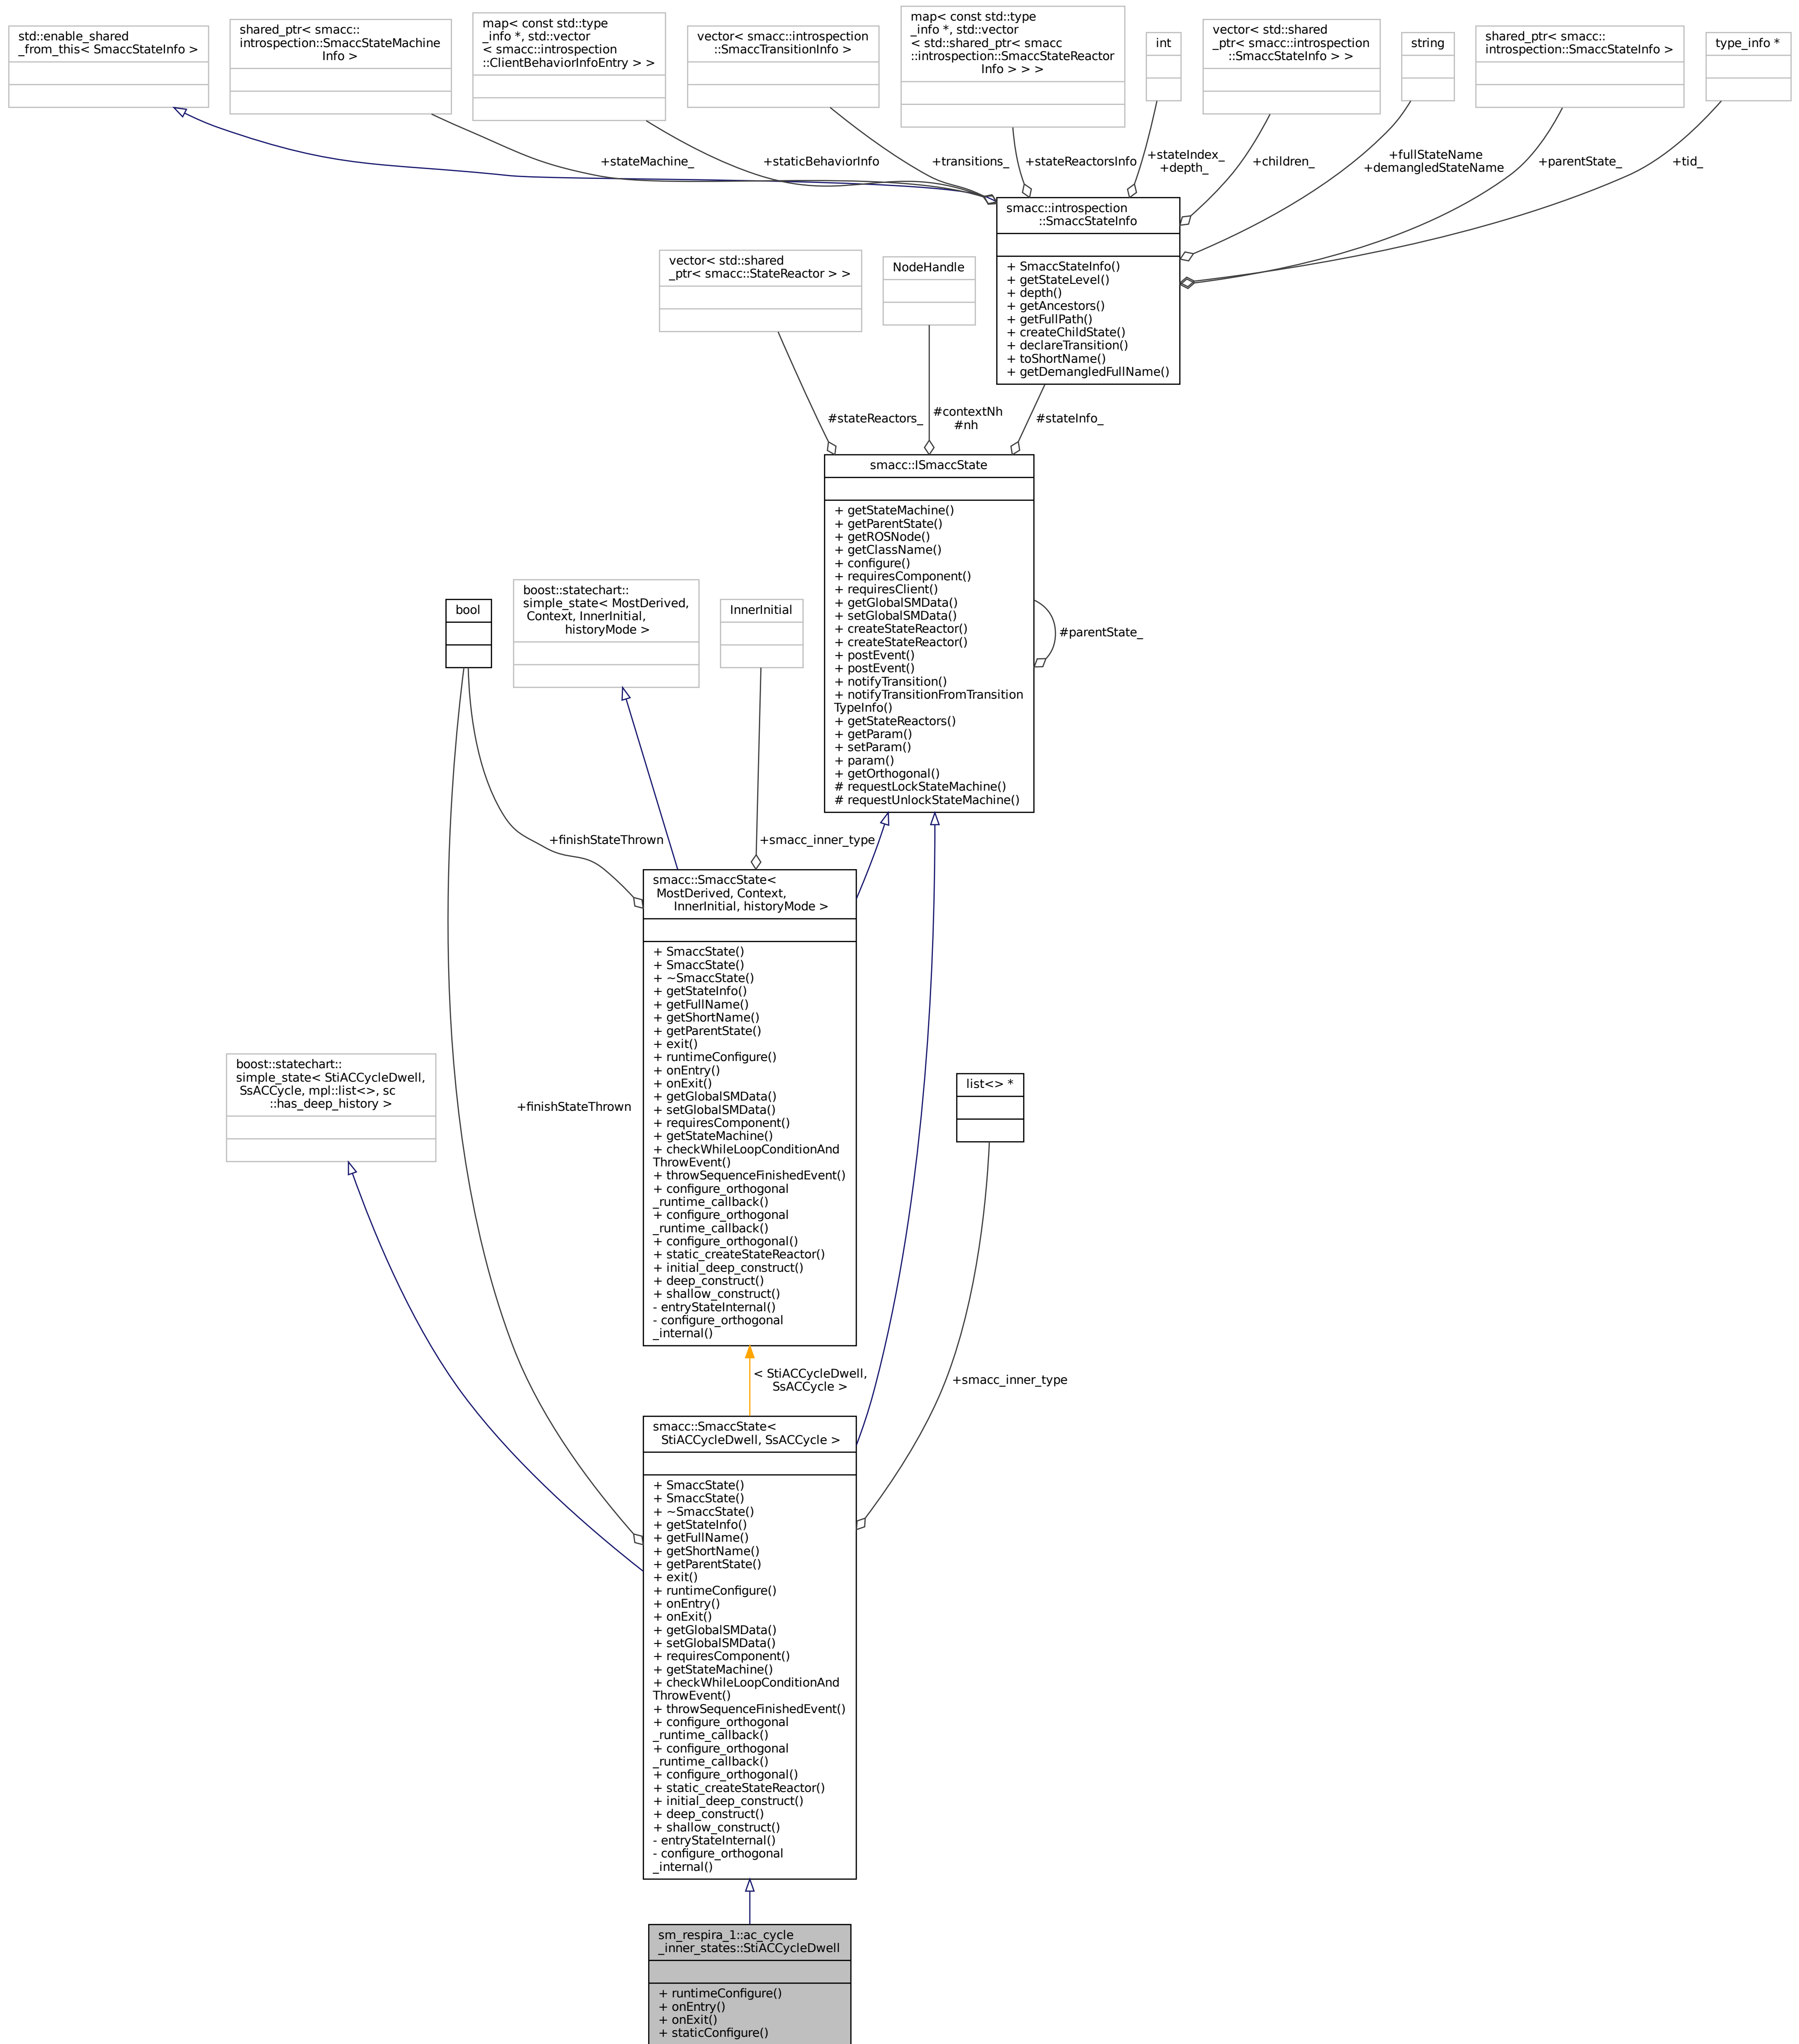 std::enable_shared
_from_this< SmaccStateInfo >
shared_ptr< smacc::
introspection::SmaccStateMachine
Info >
map< const std::type
_info *, std::vector
< smacc::introspection
::ClientBehaviorInfoEntry > >
vector< smacc::introspection
::SmaccTransitionInfo >
map< const std::type
_info *, std::vector
< std::shared_ptr< smacc
::introspection::SmaccStateReactor
Info > > >
int
vector< std::shared
_ptr< smacc::introspection
::SmaccStateInfo > >
string
shared_ptr< smacc::
introspection::SmaccStateInfo >
type_info *
+stateMachine_
+staticBehaviorInfo
+transitions_
+stateReactorsInfo
+stateIndex_
+depth_
+children_
+fullStateName
+demangledStateName
+parentState_
+tid_
smacc::introspection
::SmaccStateInfo
+ SmaccStateInfo()
+ getStateLevel()
+ depth()
+ getAncestors()
+ getFullPath()
+ createChildState()
+ declareTransition()
+ toShortName()
+ getDemangledFullName()
vector< std::shared
_ptr< smacc::StateReactor > >
NodeHandle
#stateReactors_
#contextNh
#nh
#stateInfo_
smacc::ISmaccState
+ getStateMachine()
+ getParentState()
+ getROSNode()
+ getClassName()
+ configure()
+ requiresComponent()
+ requiresClient()
+ getGlobalSMData()
+ setGlobalSMData()
+ createStateReactor()
+ createStateReactor()
+ postEvent()
+ postEvent()
+ notifyTransition()
+ notifyTransitionFromTransition
TypeInfo()
+ getStateReactors()
+ getParam()
+ setParam()
+ param()
+ getOrthogonal()
# requestLockStateMachine()
# requestUnlockStateMachine()
#parentState_
bool
boost::statechart::
simple_state< MostDerived,
Context, InnerInitial,
historyMode >
InnerInitial
+finishStateThrown
+smacc_inner_type
smacc::SmaccState<
MostDerived, Context,
InnerInitial, historyMode >
+ SmaccState()
+ SmaccState()
+ ~SmaccState()
+ getStateInfo()
+ getFullName()
+ getShortName()
+ getParentState()
+ exit()
+ runtimeConfigure()
+ onEntry()
+ onExit()
+ getGlobalSMData()
+ setGlobalSMData()
+ requiresComponent()
+ getStateMachine()
+ checkWhileLoopConditionAnd
ThrowEvent()
+ throwSequenceFinishedEvent()
+ configure_orthogonal
_runtime_callback()
+ configure_orthogonal
_runtime_callback()
+ configure_orthogonal()
+ static_createStateReactor()
+ initial_deep_construct()
+ deep_construct()
+ shallow_construct()
- entryStateInternal()
- configure_orthogonal
_internal()
boost::statechart::
simple_state< StiACCycleDwell,
SsACCycle, mpl::list<>, sc
::has_deep_history >
+finishStateThrown
list<> *
< StiACCycleDwell,
SsACCycle >
+smacc_inner_type
smacc::SmaccState<
StiACCycleDwell, SsACCycle >
+ SmaccState()
+ SmaccState()
+ ~SmaccState()
+ getStateInfo()
+ getFullName()
+ getShortName()
+ getParentState()
+ exit()
+ runtimeConfigure()
+ onEntry()
+ onExit()
+ getGlobalSMData()
+ setGlobalSMData()
+ requiresComponent()
+ getStateMachine()
+ checkWhileLoopConditionAnd
ThrowEvent()
+ throwSequenceFinishedEvent()
+ configure_orthogonal
_runtime_callback()
+ configure_orthogonal
_runtime_callback()
+ configure_orthogonal()
+ static_createStateReactor()
+ initial_deep_construct()
+ deep_construct()
+ shallow_construct()
- entryStateInternal()
- configure_orthogonal
_internal()
sm_respira_1::ac_cycle
_inner_states::StiACCycleDwell
+ runtimeConfigure()
+ onEntry()
+ onExit()
+ staticConfigure()